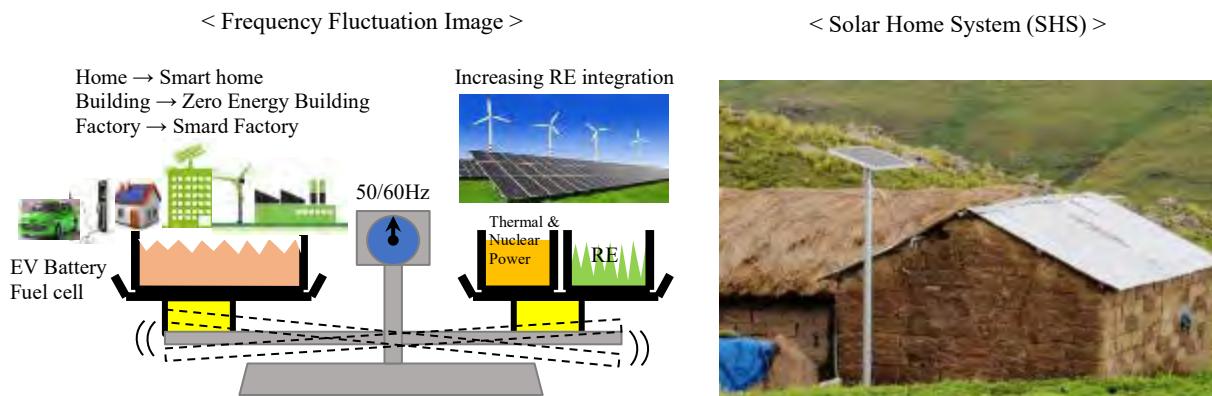 < Frequency Fluctuation Image >
< Solar Home System (SHS) >
Home → Smart home
Building → Zero Energy Building
Factory → Smard Factory
Increasing RE integration
50/60Hz
Thermal &
Nuclear
Power
RE
EV Battery
Fuel cell